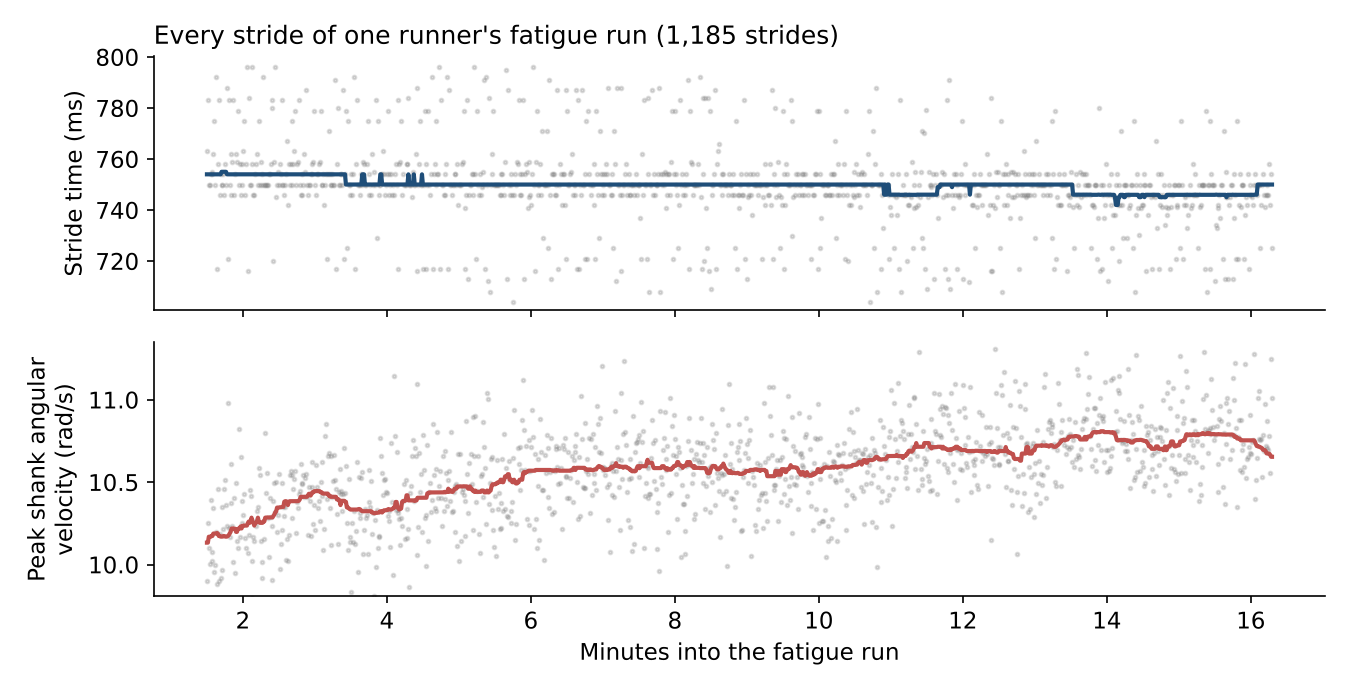 Every stride of one runner's fatigue run (1,185 strides)
800
780
760
740
720
Stride time (ms)
11.0
10.5
10.0
Peak shank angular
velocity (rad/s)
2 4 6 8 10 12 14 16
Minutes into the fatigue run